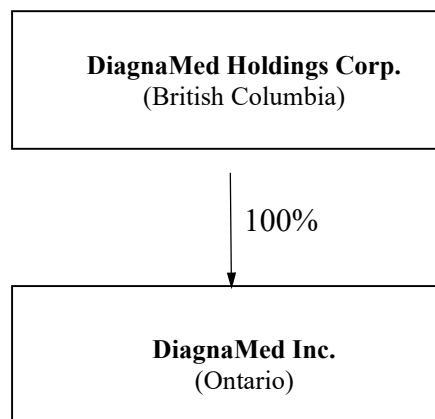 DiagnaMed Holdings Corp.
(British Columbia)
100%
DiagnaMed Inc.
(Ontario)